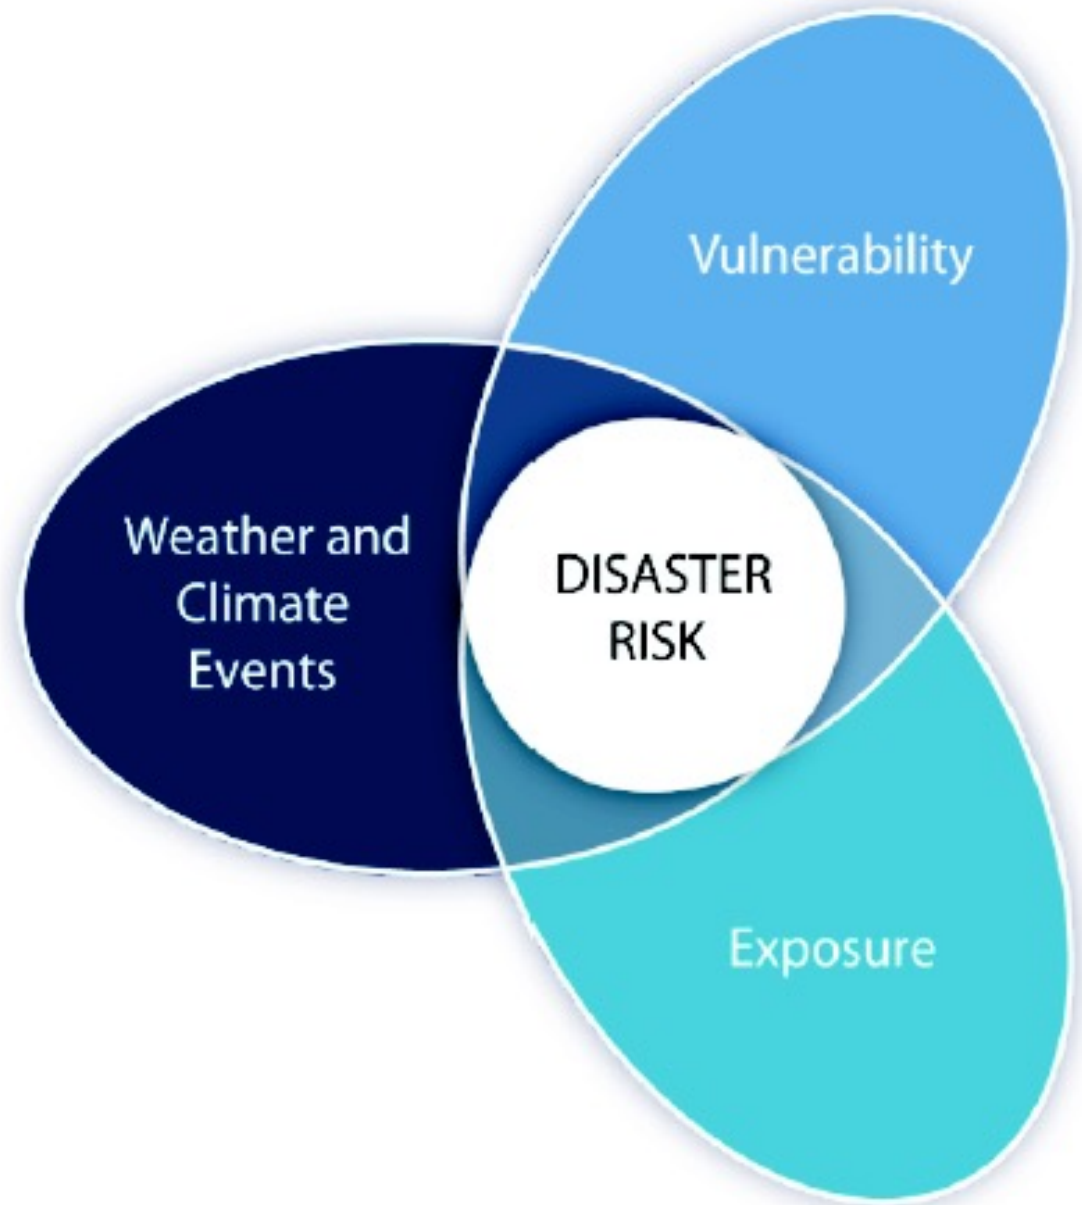 Vulnerability
Weather and
Climate
Events
DISASTER
RISK
Exposure